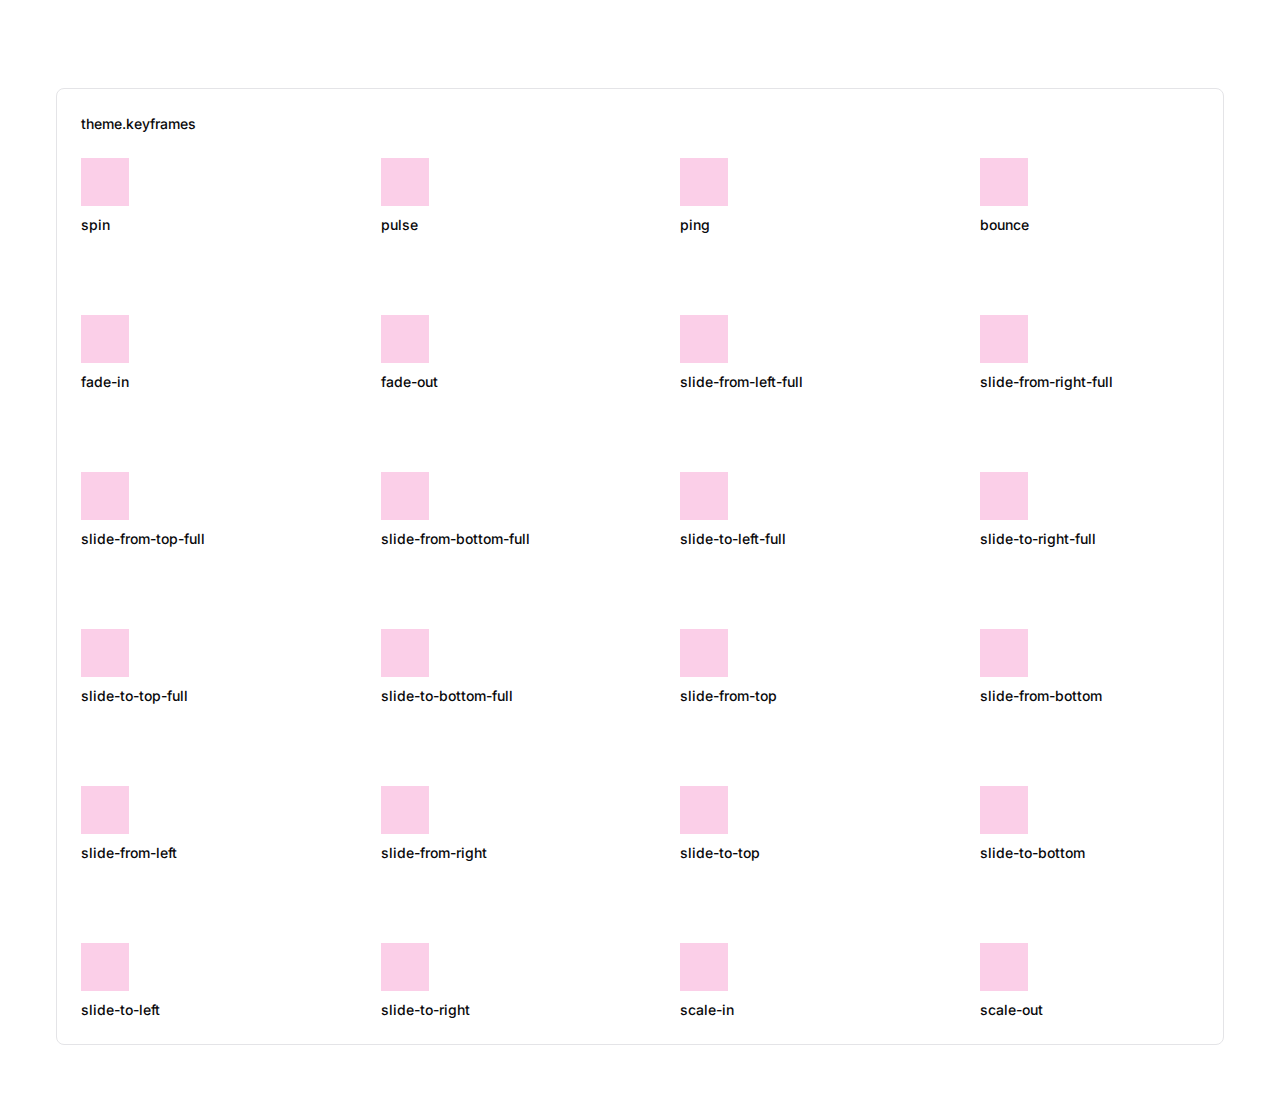 theme.keyframes
spin
pulse
ping
bounce
fade-in
fade-out
slide-from-left-full
slide-from-right-full
slide-from-top-full
slide-from-bottom-full
slide-to-left-full
slide-to-right-full
slide-to-top-full
slide-to-bottom-full
slide-from-top
slide-from-bottom
slide-from-left
slide-from-right
slide-to-top
slide-to-bottom
slide-to-left
slide-to-right
scale-in
scale-out